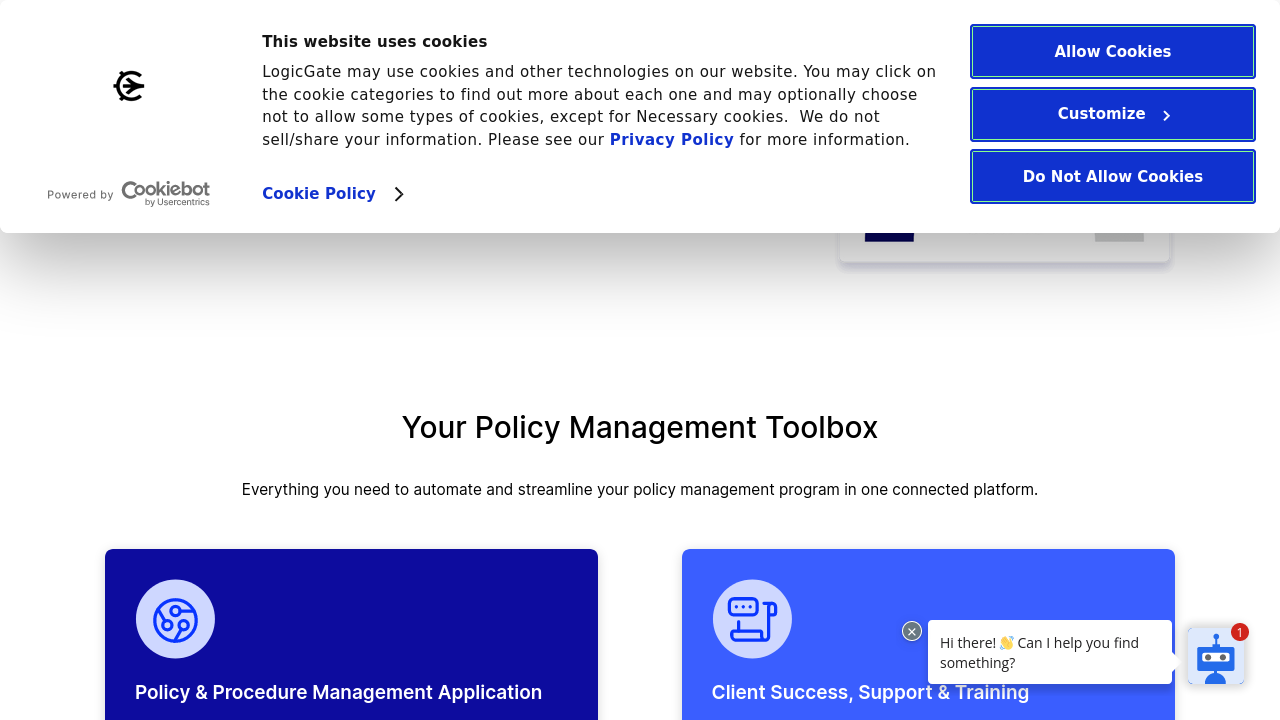 This website uses cookies
LogicGate may use cookies and other technologies on our website. You may click on
the cookie categories to find out more about each one and may optionally choose
not to allow some types of cookies, except for Necessary cookies.  We do not
sell/share your information. Please see our Privacy Policy for more information.
Cookie Policy
Powered by Cookiebot
by Usercentrics
Allow Cookies
Customize
Do Not Allow Cookies
Your Policy Management Toolbox
Everything you need to automate and streamline your policy management program in one connected platform.
Policy & Procedure Management Application
Client Success, Support & Training
Hi there! 👋 Can I help you find
something?
1